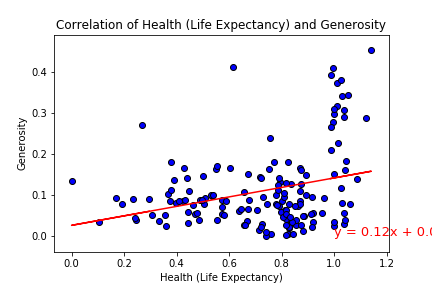 Correlation of Health (Life Expectancy) and Generosity
Generosity
0.4
0.3
0.2
0.1
0.0
y = 0.12x + 0.0
0.0 0.2 0.4 0.6 0.8 1.0 1.2
Health (Life Expectancy)